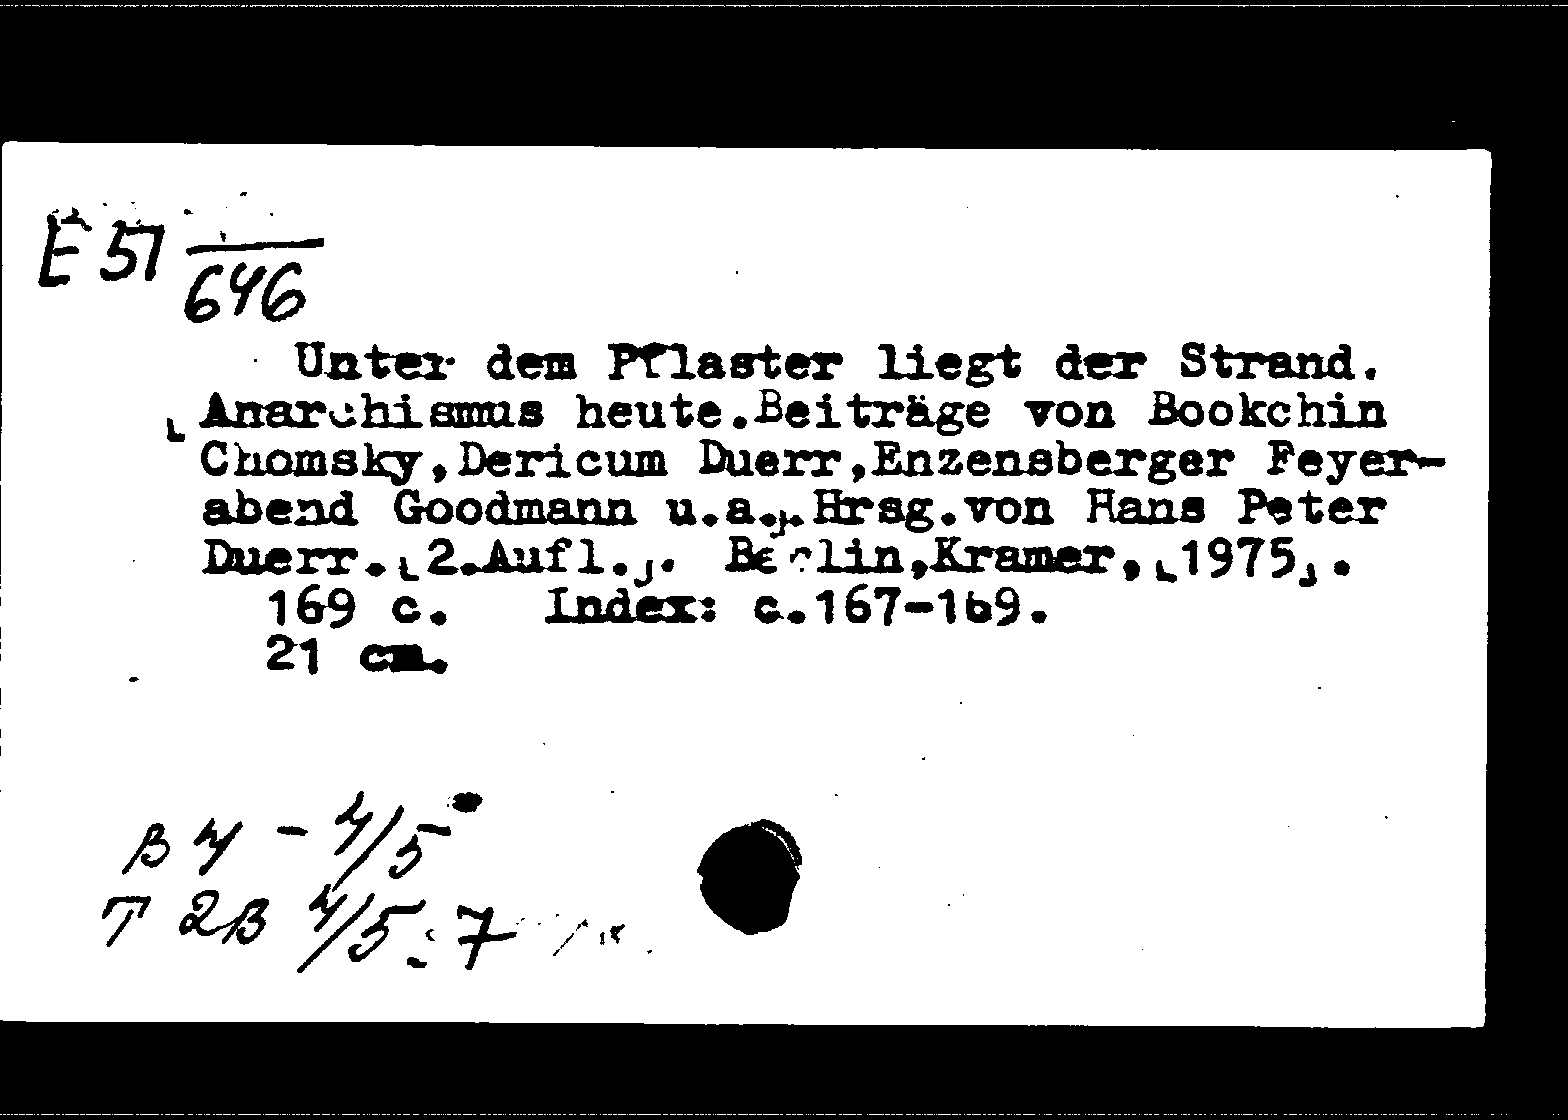 E 51
646
Unter dem Pflaster liegt der Strand.
[Anarchismus heute.Beiträge von Bookchin
Chomsky,Dericum Duerr,Enzensberger Feyer-
abend Goodmann u.a.].Hrsg.von Hans Peter
Duerr.[2.Aufl.]. Berlin,Kramer,[1975].
169 c. Index: c.167-169.
21 cm.
В 4 - 4/5
Т 2В 4/5 : 7